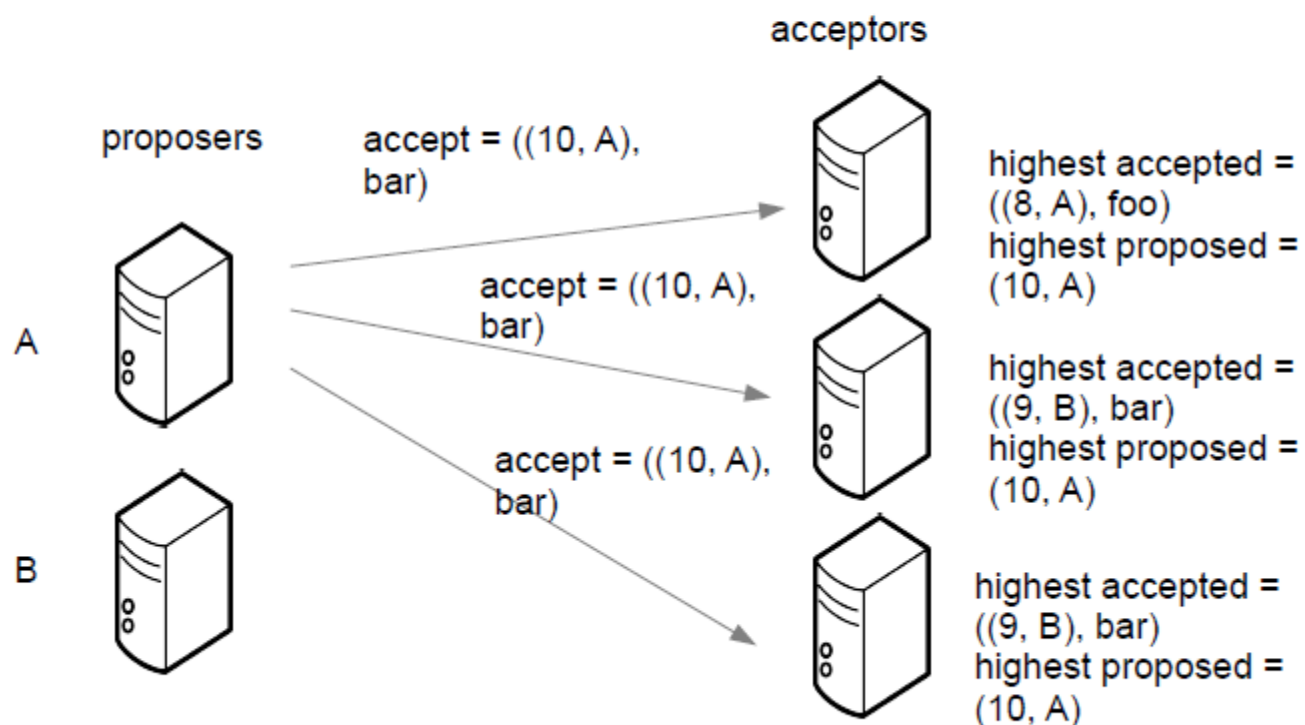 acceptors
proposers
accept = ((10, A),
bar)
highest accepted =
((8, A), foo)
highest proposed =
(10, A)
accept = ((10, A),
bar)
A
highest accepted =
((9, B), bar)
highest proposed =
(10, A)
accept = ((10, A),
bar)
B
highest accepted =
((9, B), bar)
highest proposed =
(10, A)